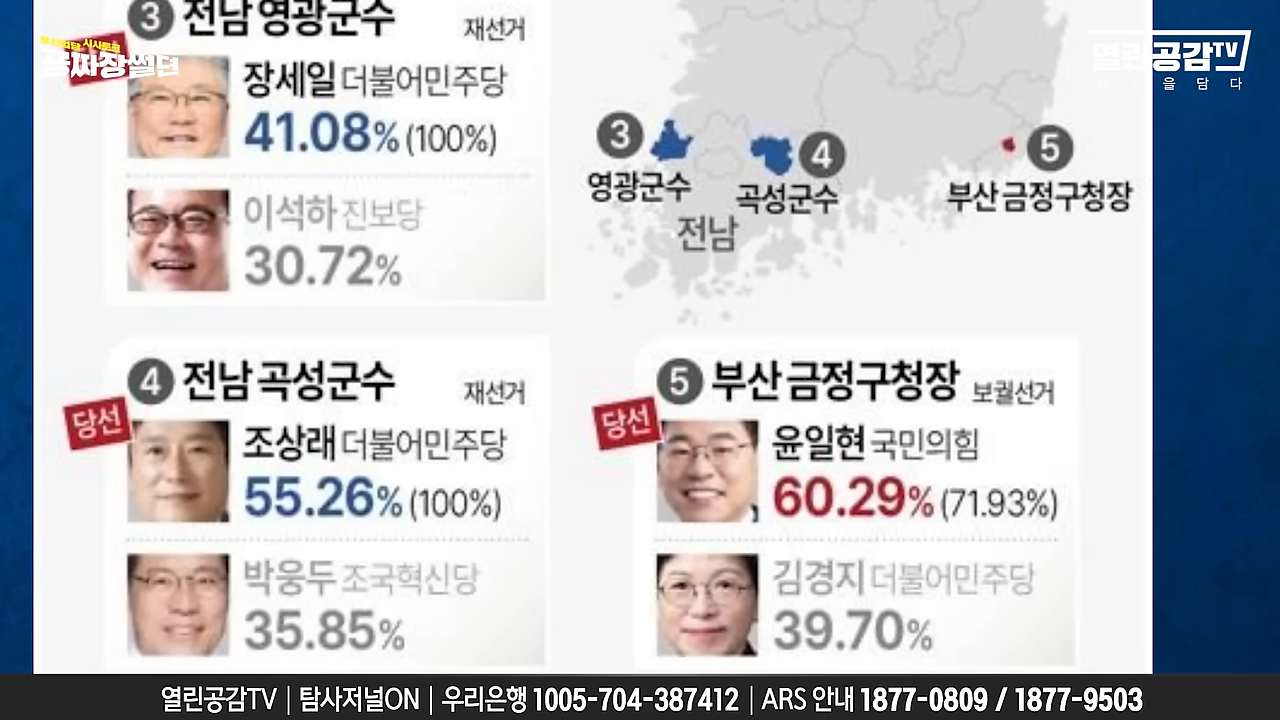 3 전남 영광군수 재선거
장세일 더불어민주당
41.08% (100%)
이석하 진보당
30.72%
열린공감TV
을 담 다
3
4
5
영광군수
곡성군수
부산 금정구청장
전남
4 전남 곡성군수 재선거
당선
조상래 더불어민주당
55.26% (100%)
박웅두 조국혁신당
35.85%
5 부산 금정구청장 보궐선거
당선
윤일현 국민의힘
60.29% (71.93%)
김경지 더불어민주당
39.70%
열린공감TV | 탐사저널ON | 우리은행 1005-704-387412 | ARS 안내 1877-0809 / 1877-9503